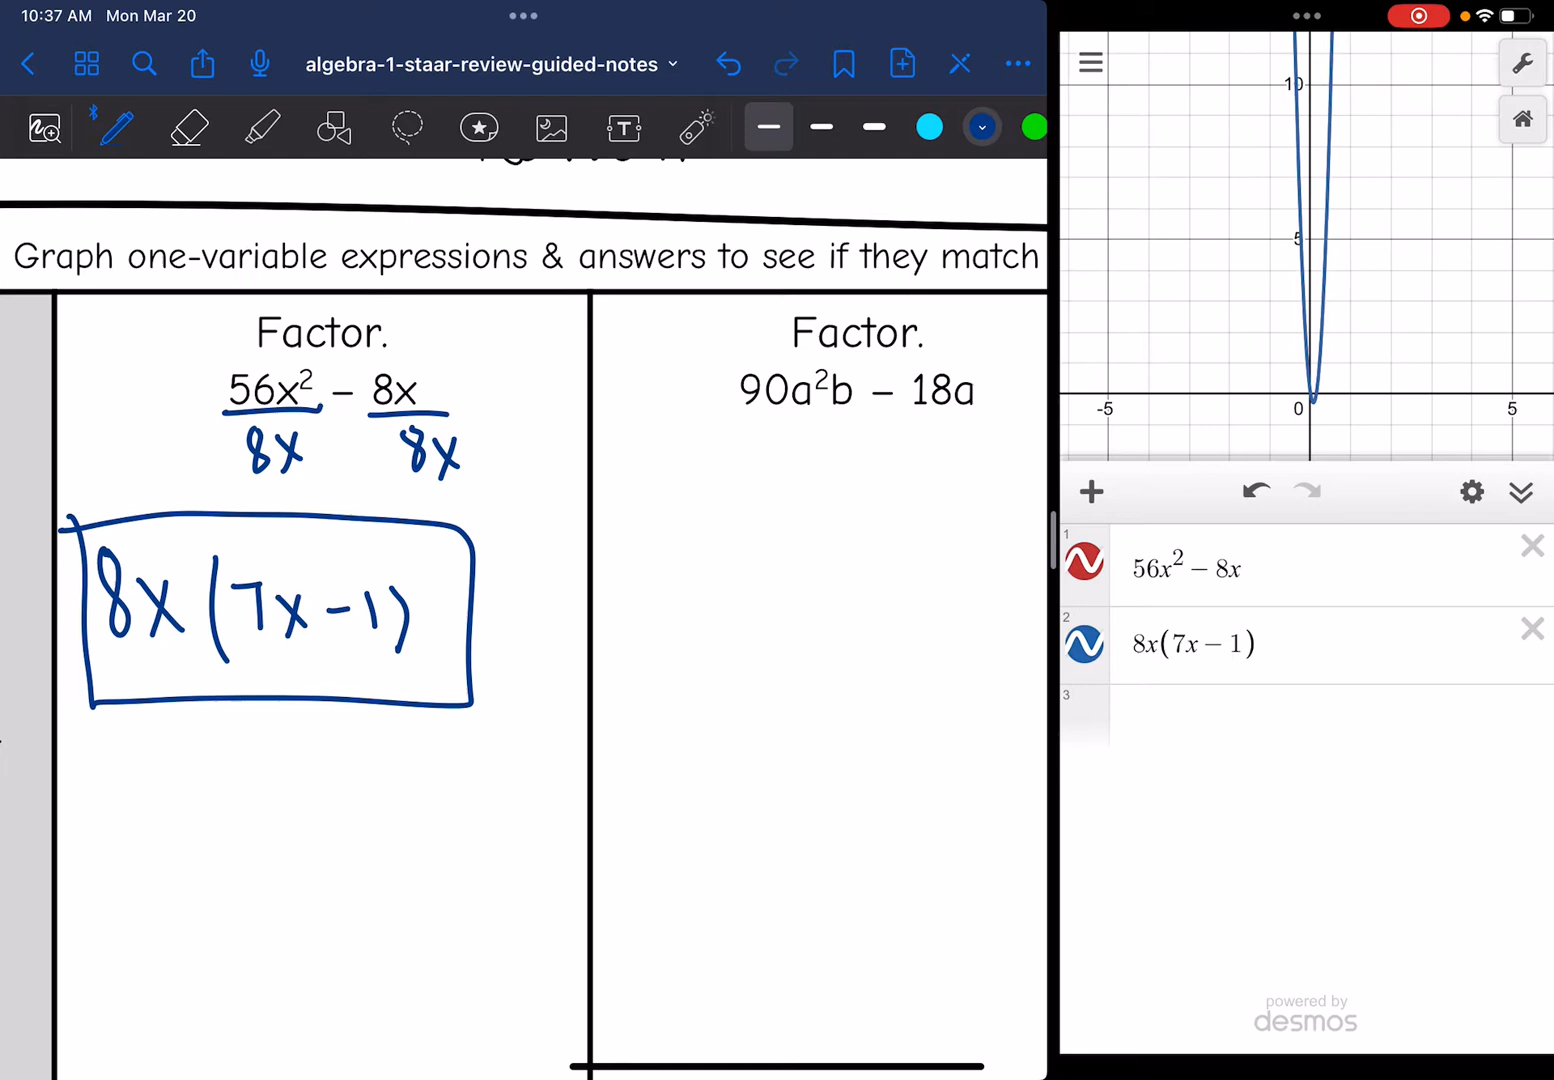 10:37 AM Mon Mar 20
algebra-1-staar-review-guided-notes
T
Graph one-variable expressions & answers to see if they match
Factor.
56x² – 8x
8x 8x
8x (7x – 1)
Factor.
90a²b – 18a
10
5
-5 0 5
1
56x² – 8x
2
8x(7x – 1)
3
powered by
desmos